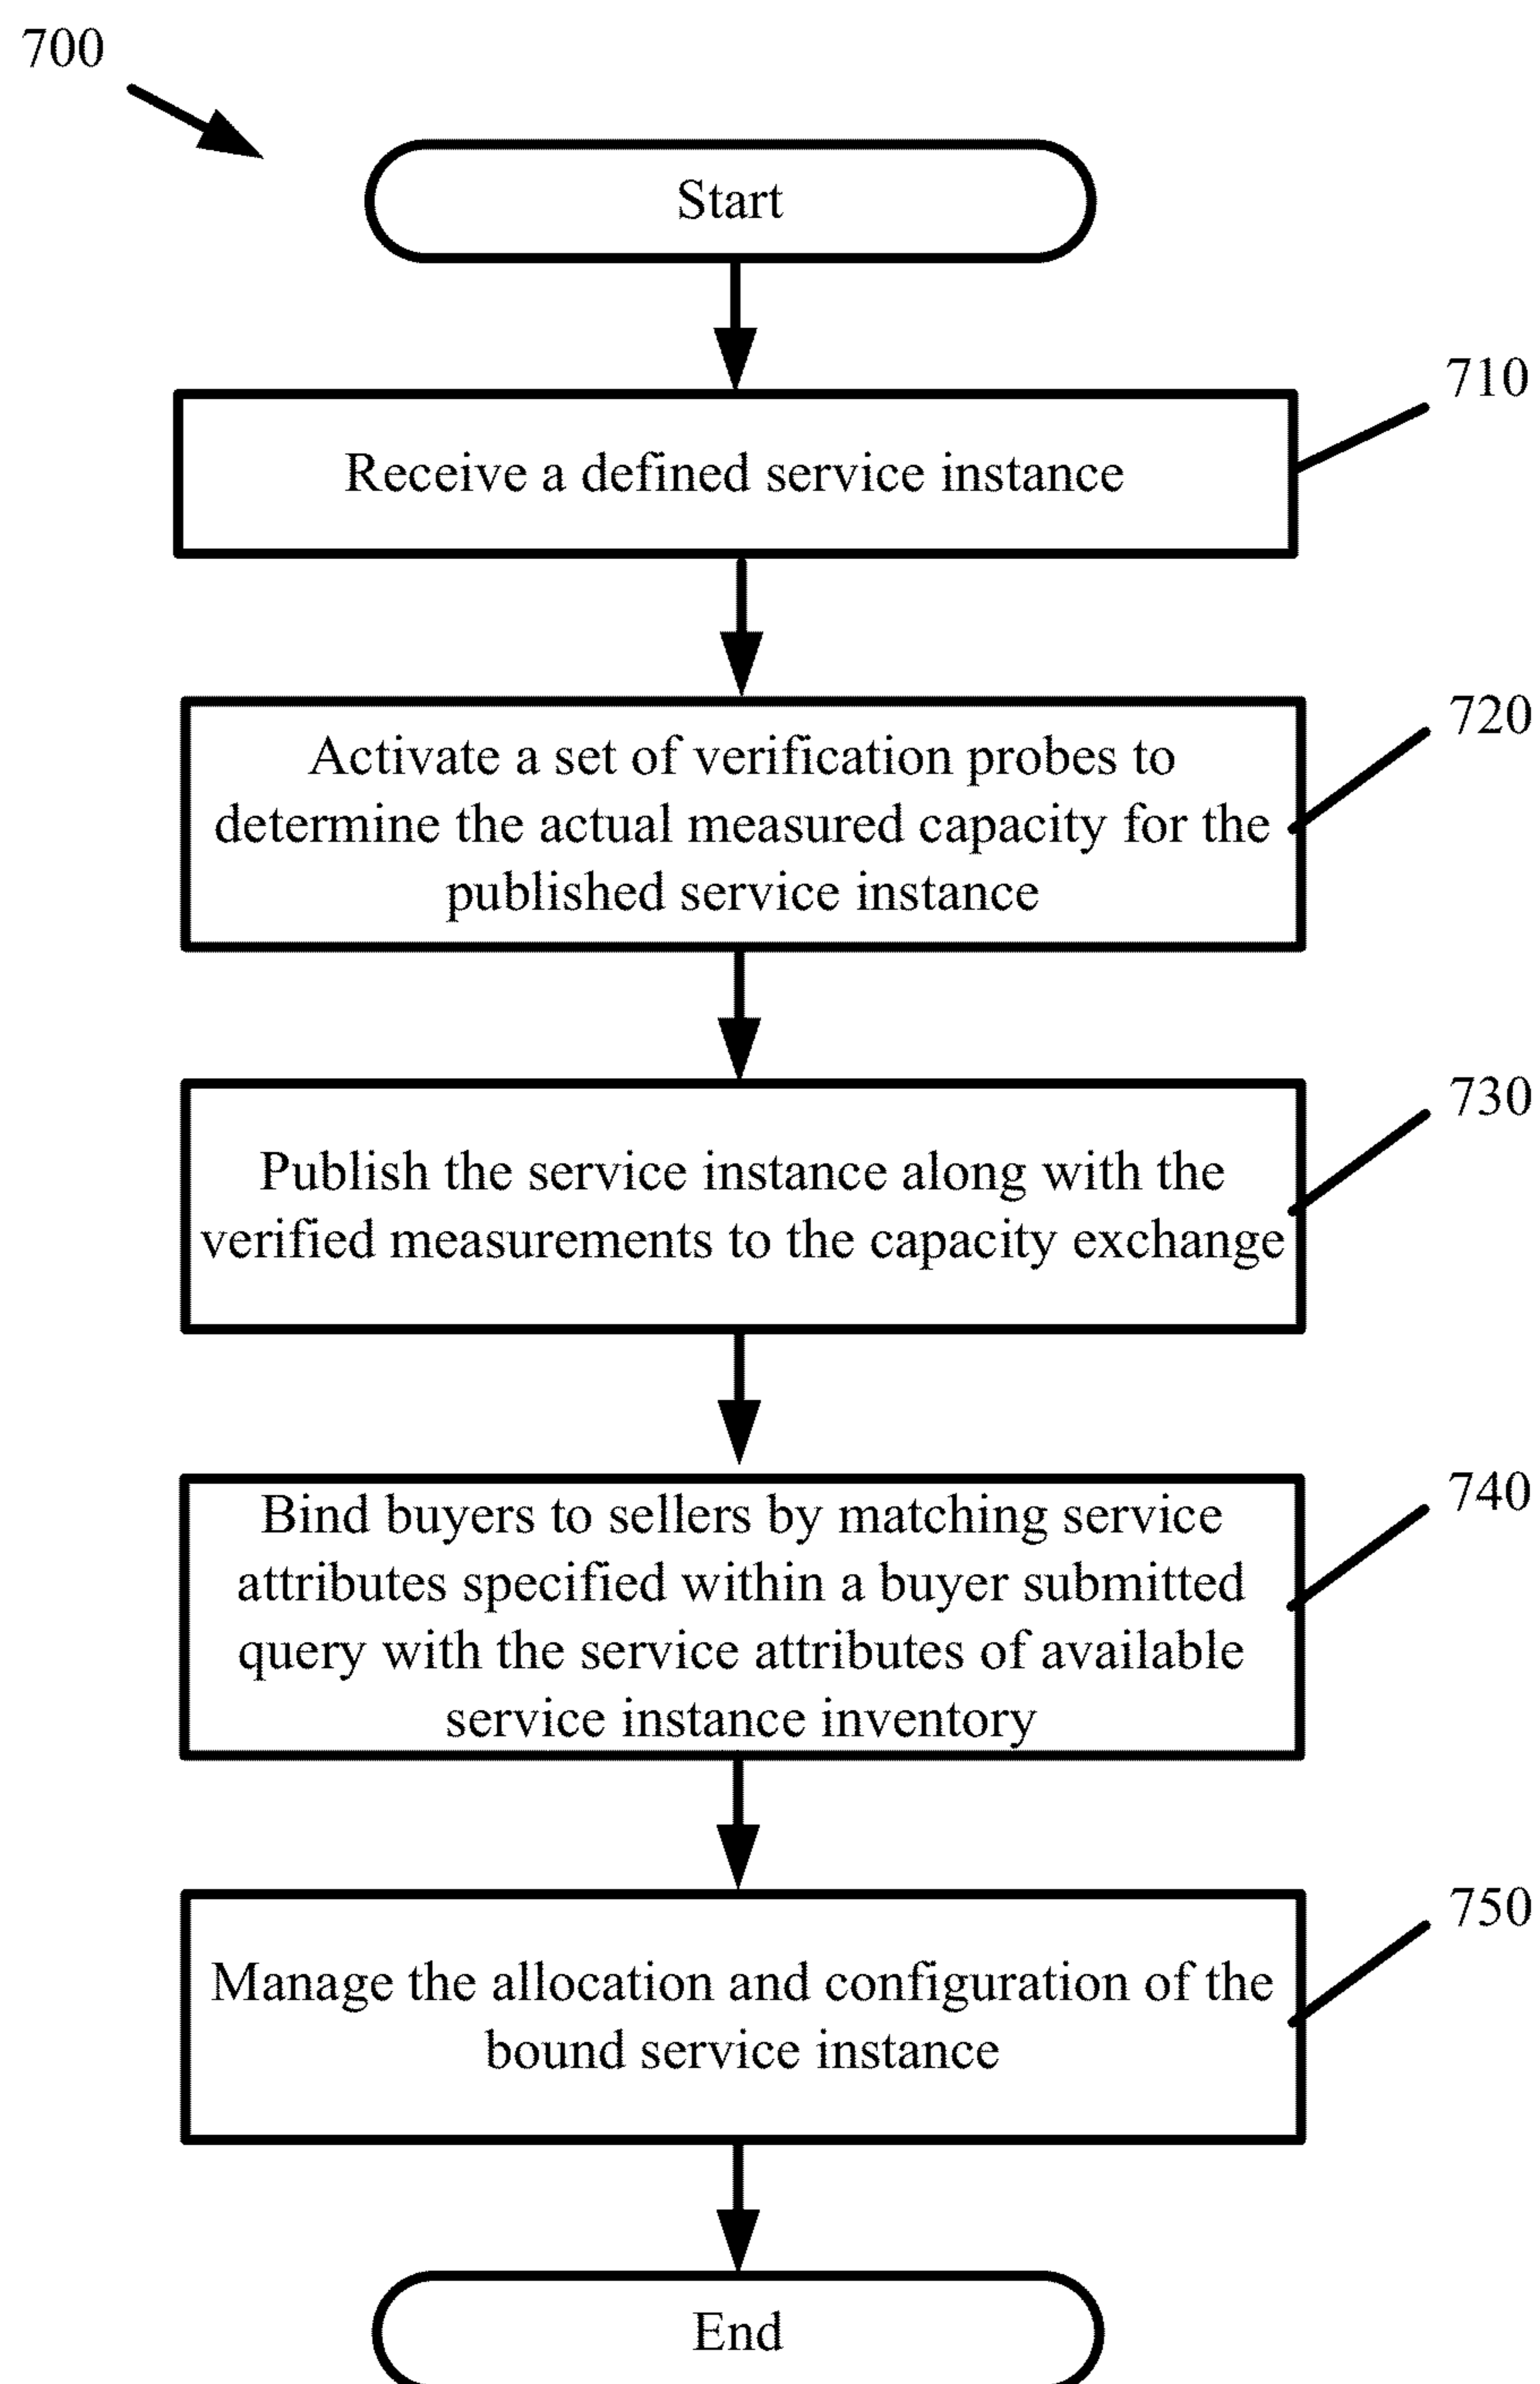 700
Start
710
Receive a defined service instance
720
Activate a set of verification probes to
determine the actual measured capacity for the
published service instance
730
Publish the service instance along with the
verified measurements to the capacity exchange
740
Bind buyers to sellers by matching service
attributes specified within a buyer submitted
query with the service attributes of available
service instance inventory
750
Manage the allocation and configuration of the
bound service instance
End